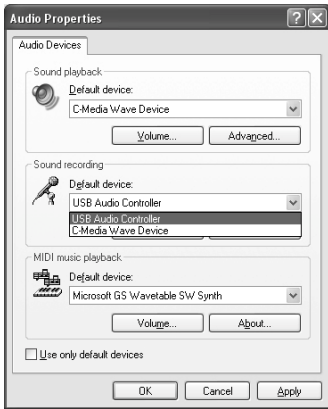 Audio Properties
Audio Devices
Sound playback
Default device:
C-Media Wave Device
Volume... Advanced...
Sound recording
Default device:
USB Audio Controller
USB Audio Controller
C-Media Wave Device
MIDI music playback
Default device:
Microsoft GS Wavetable SW Synth
Volume... About...
Use only default devices
OK Cancel Apply